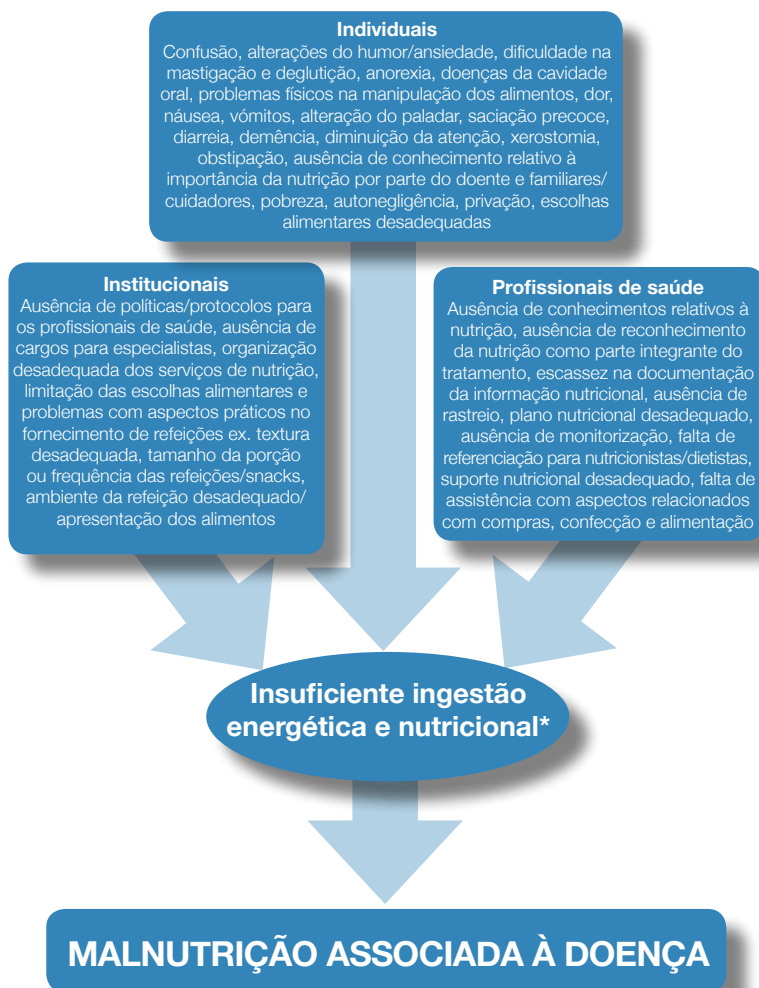 Individuais
Confusão, alterações do humor/ansiedade, dificuldade na
mastigação e deglutição, anorexia, doenças da cavidade
oral, problemas físicos na manipulação dos alimentos, dor,
náusea, vómitos, alteração do paladar, saciação precoce,
diarreia, demência, diminuição da atenção, xerostomia,
obstipação, ausência de conhecimento relativo à
importância da nutrição por parte do doente e familiares/
cuidadores, pobreza, autonegligência, privação, escolhas
alimentares desadequadas
Institucionais
Ausência de políticas/protocolos para
os profissionais de saúde, ausência de
cargos para especialistas, organização
desadequada dos serviços de nutrição,
limitação das escolhas alimentares e
problemas com aspectos práticos no
fornecimento de refeições ex. textura
desadequada, tamanho da porção
ou frequência das refeições/snacks,
ambiente da refeição desadequado/
apresentação dos alimentos
Profissionais de saúde
Ausência de conhecimentos relativos à
nutrição, ausência de reconhecimento
da nutrição como parte integrante do
tratamento, escassez na documentação
da informação nutricional, ausência de
rastreio, plano nutricional desadequado,
ausência de monitorização, falta de
referenciação para nutricionistas/dietistas,
suporte nutricional desadequado, falta de
assistência com aspectos relacionados
com compras, confecção e alimentação
Insuficiente ingestão
energética e nutricional*
MALNUTRIÇÃO ASSOCIADA À DOENÇA